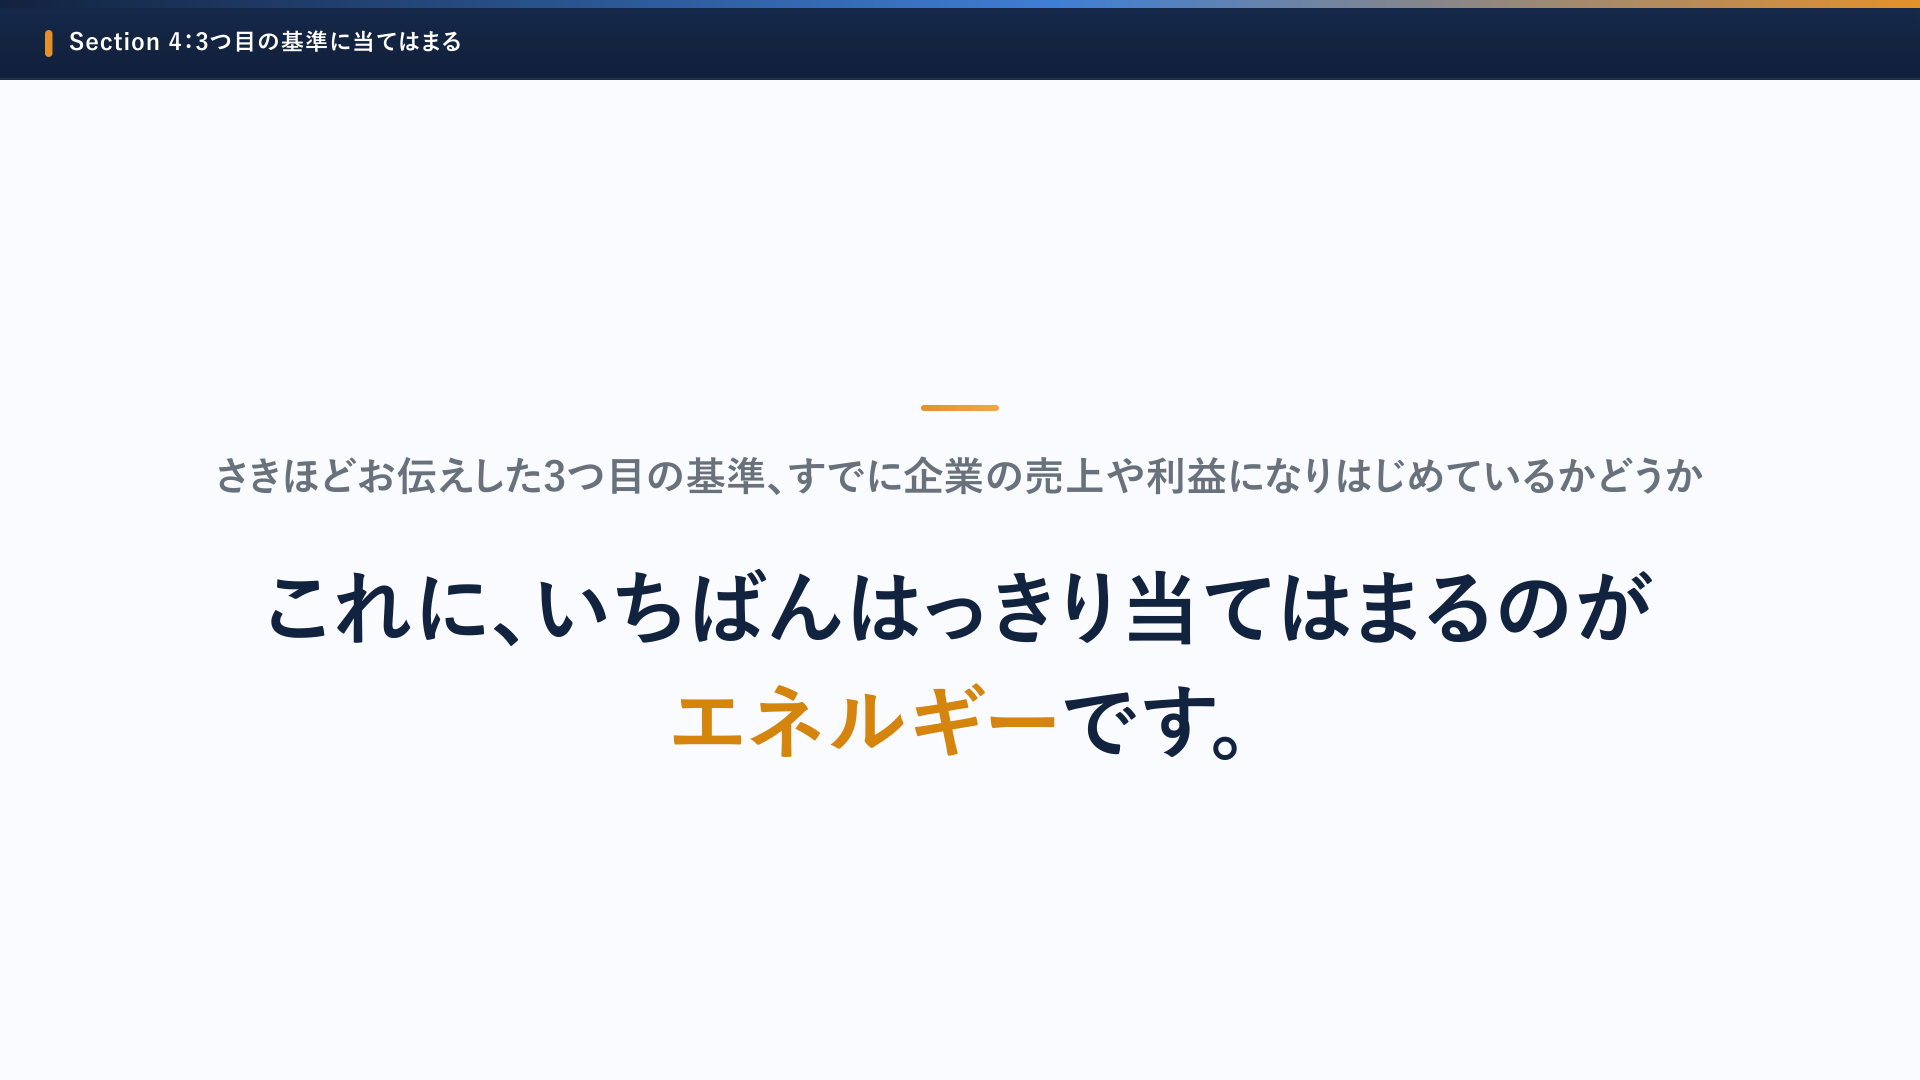 Section 4：3つ目の基準に当てはまる
さきほどお伝えした3つ目の基準、すでに企業の売上や利益になりはじめているかどうか
これに、いちばんはっきり当てはまるのが
エネルギーです。